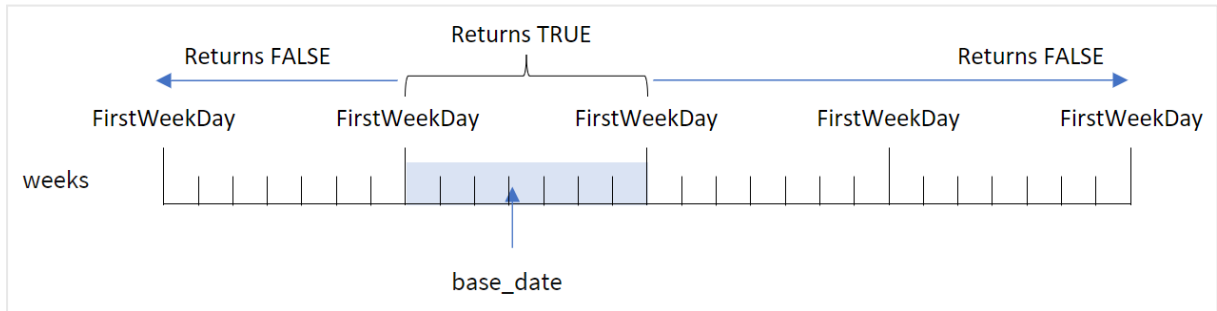 Returns TRUE
Returns FALSE
Returns FALSE
FirstWeekDay
FirstWeekDay
FirstWeekDay
FirstWeekDay
FirstWeekDay
weeks
base_date